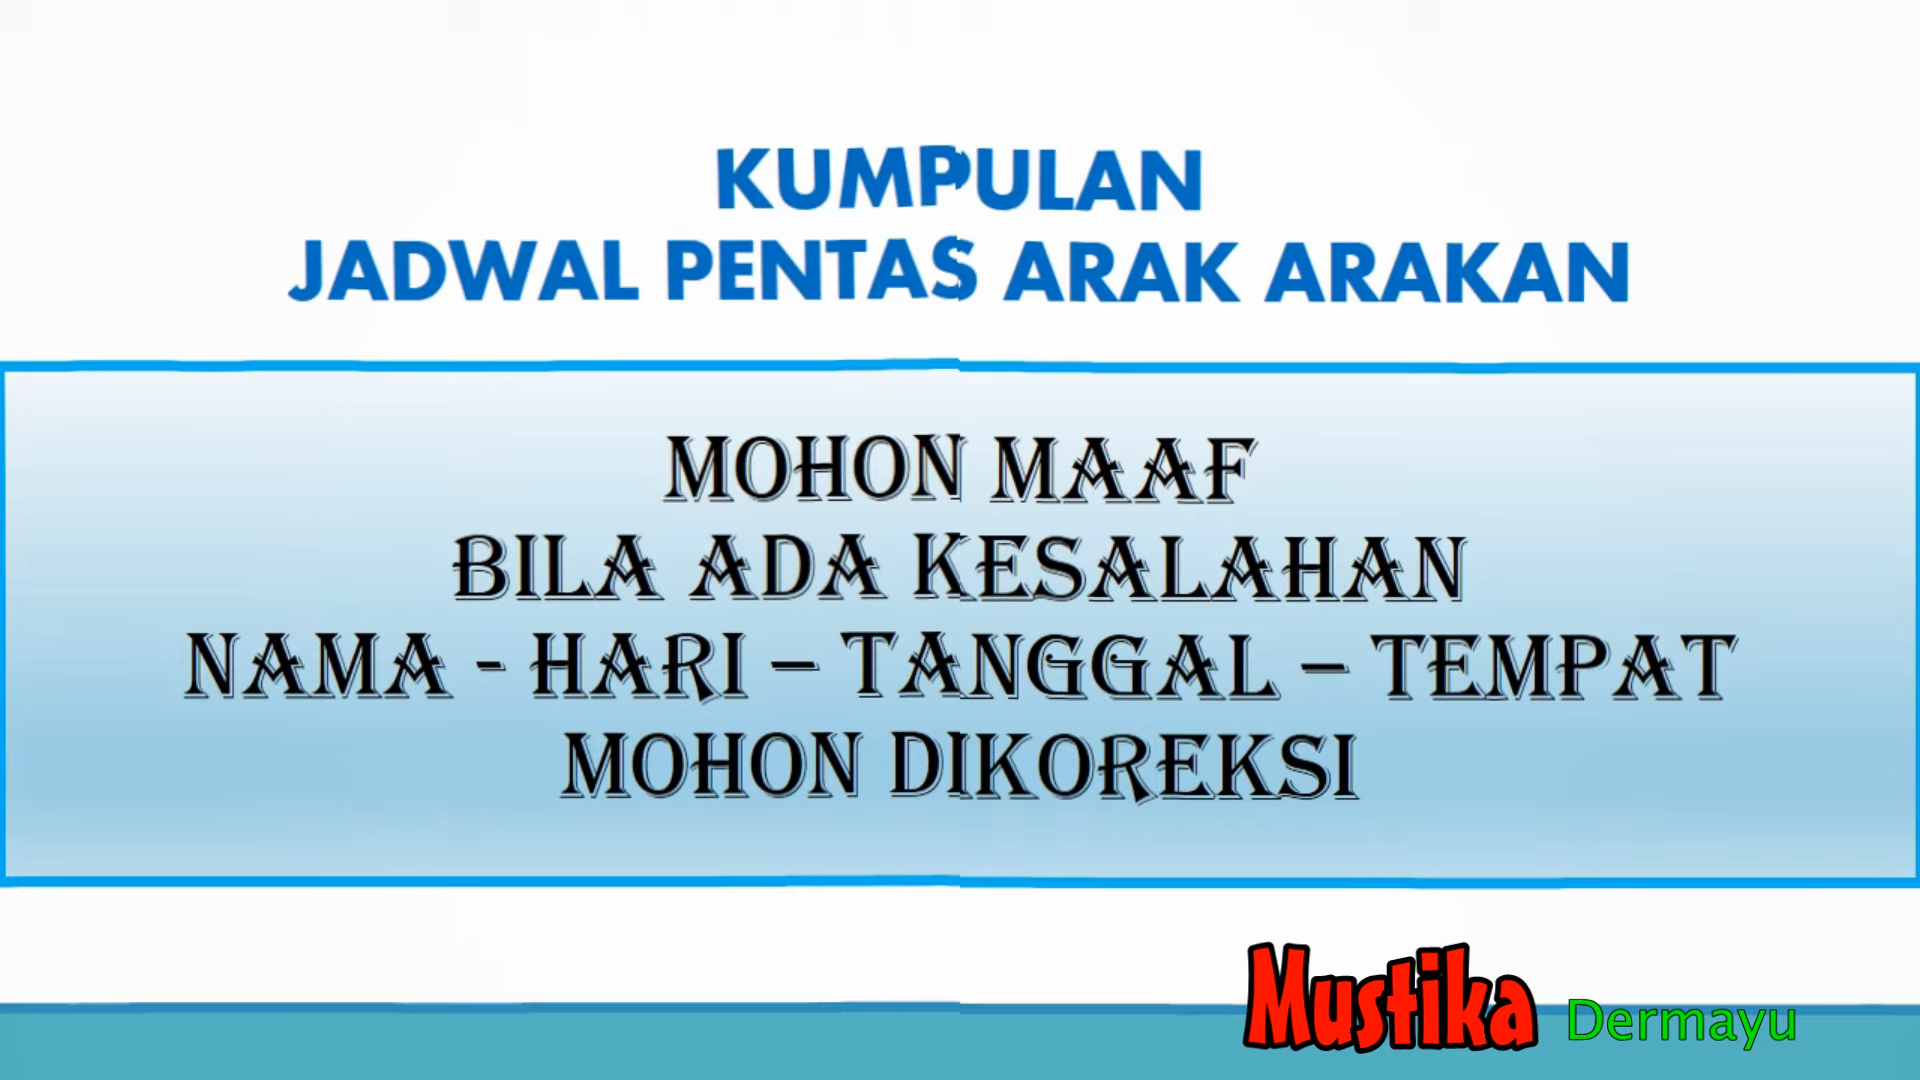 KUMPULAN
JADWAL PENTAS ARAK ARAKAN
MOHON MAAF
BILA ADA KESALAHAN
NAMA - HARI – TANGGAL – TEMPAT
MOHON DIKOREKSI
Mustika Dermayu